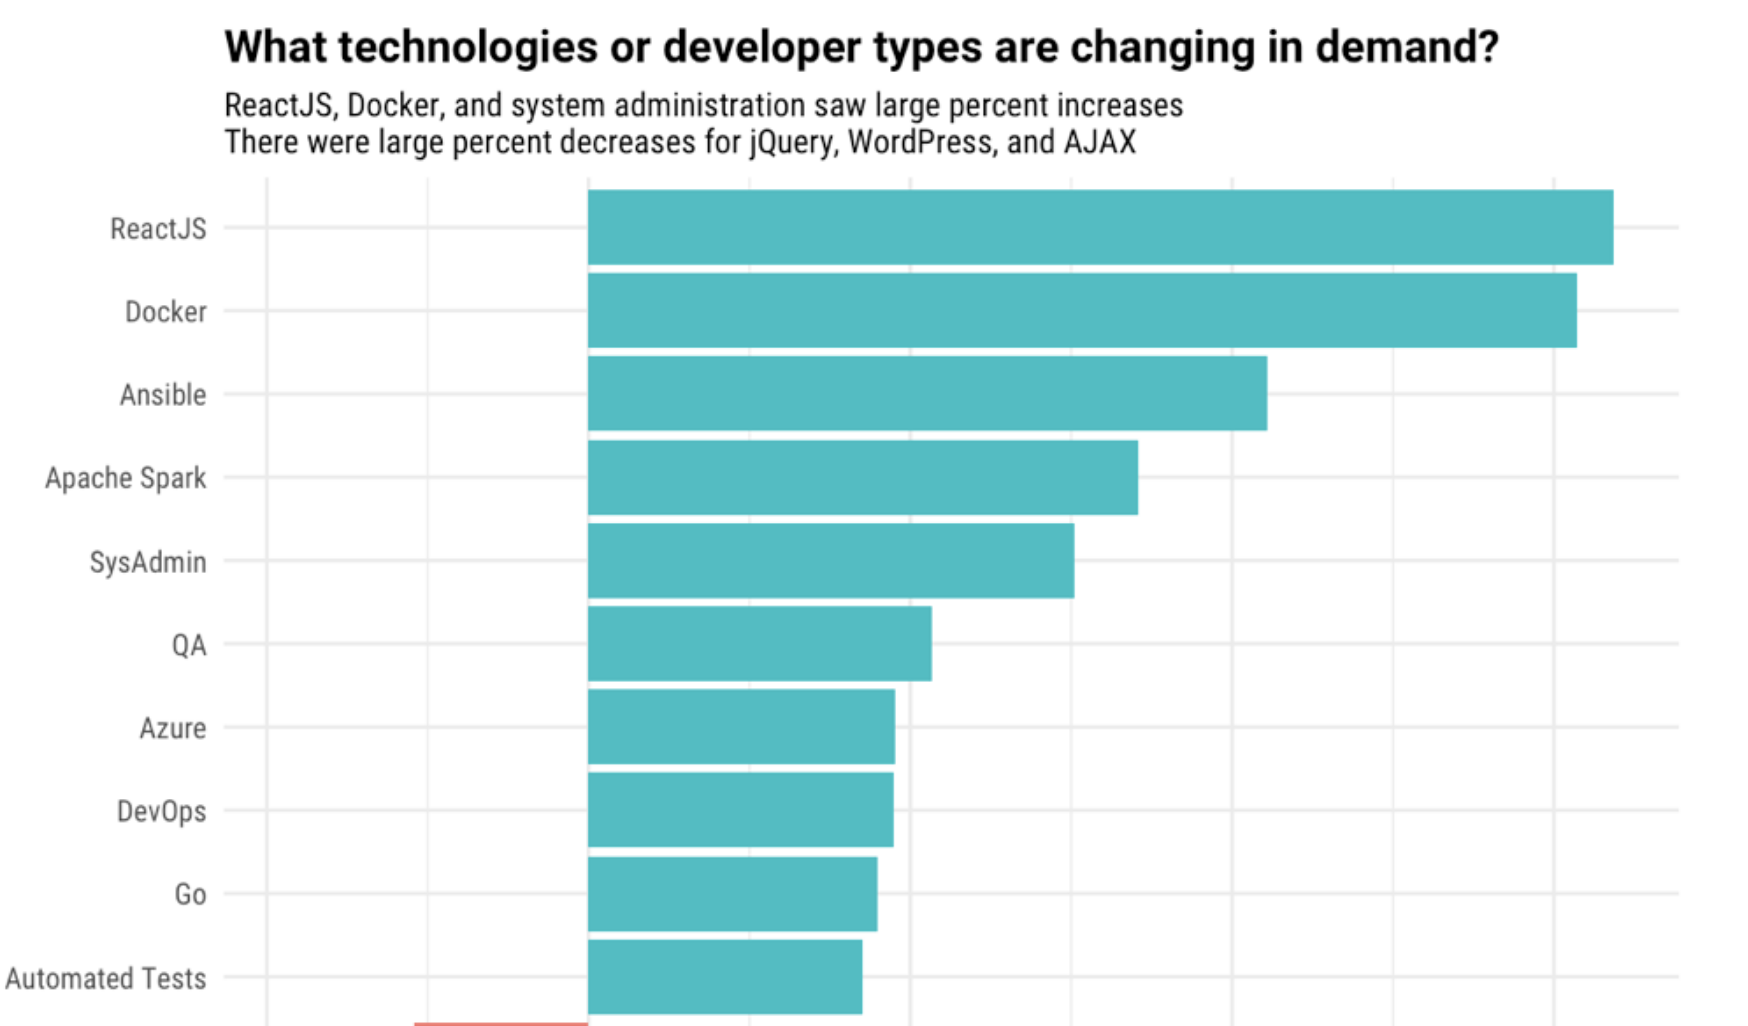 What technologies or developer types are changing in demand?
ReactJS, Docker, and system administration saw large percent increases
There were large percent decreases for jQuery, WordPress, and AJAX
ReactJS
Docker
Ansible
Apache Spark
SysAdmin
QA
Azure
DevOps
Go
Automated Tests